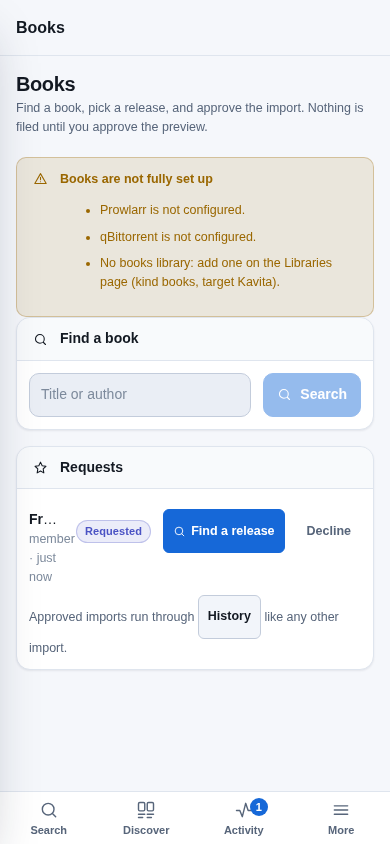 Books
Books
Find a book, pick a release, and approve the import. Nothing is
filed until you approve the preview.
Books are not fully set up
• Prowlarr is not configured.
• qBittorrent is not configured.
• No books library: add one on the Libraries
page (kind books, target Kavita).
Find a book
Title or author
Search
Requests
Fr…
member
· just
now
Requested
Find a release
Decline
Approved imports run through History like any other
import.
Search
Discover
Activity
1
More